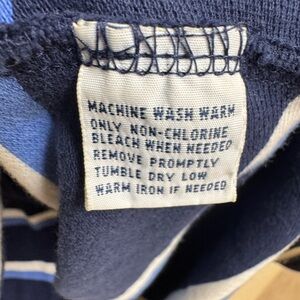 MACHINE WASH WARM
ONLY NON-CHLORINE
BLEACH WHEN NEEDED
REMOVE PROMPTLY
TUMBLE DRY LOW
WARM IRON IF NEEDED